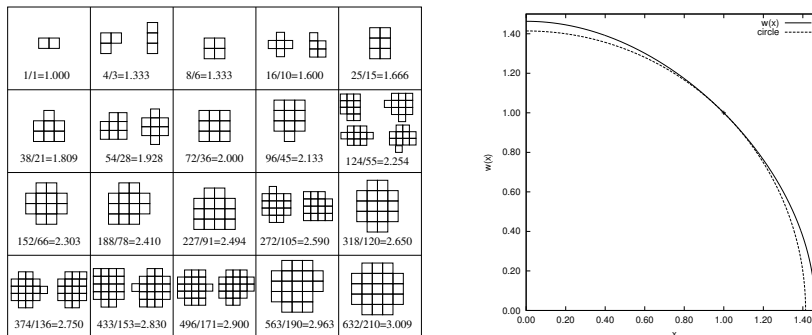 1/1=1.000 4/3=1.333 8/6=1.333 16/10=1.600 25/15=1.666
38/21=1.809 54/28=1.928 72/36=2.000 96/45=2.133 124/55=2.254
152/66=2.303 188/78=2.410 227/91=2.494 272/105=2.590 318/120=2.650
374/136=2.750 433/153=2.830 496/171=2.900 563/190=2.963 632/210=3.009
w(x)
circle
1.40
1.20
1.00
0.80
0.60
0.40
0.20
0.00
w(x)
0.00 0.20 0.40 0.60 0.80 1.00 1.20 1.40
x